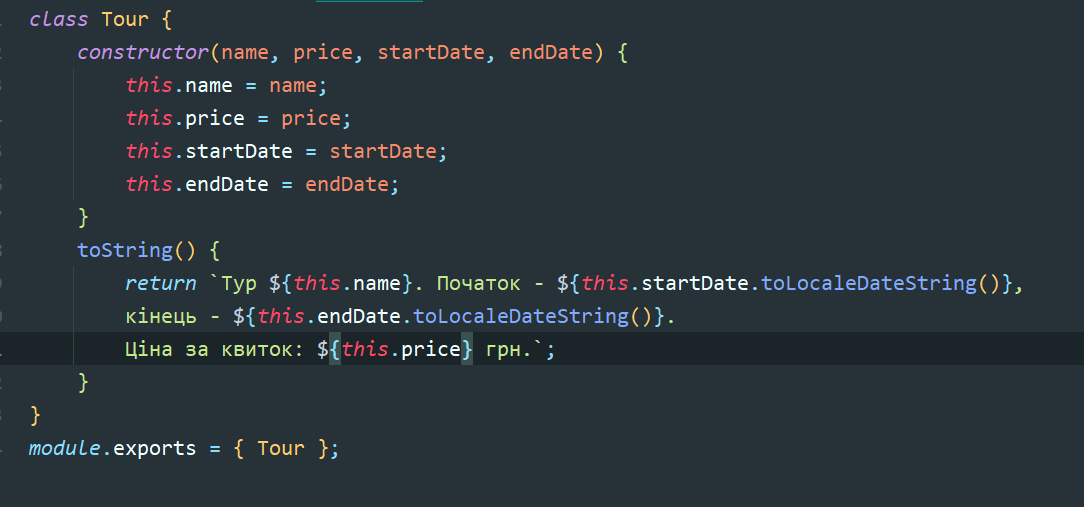 class Tour {
constructor(name, price, startDate, endDate) {
this.name = name;
this.price = price;
this.startDate = startDate;
this.endDate = endDate;
}
toString() {
return `Тур ${this.name}. Початок - ${this.startDate.toLocaleDateString()},
кінець - ${this.endDate.toLocaleDateString()}.
Ціна за квиток: ${this.price} грн.`;
}
}
module.exports = { Tour };